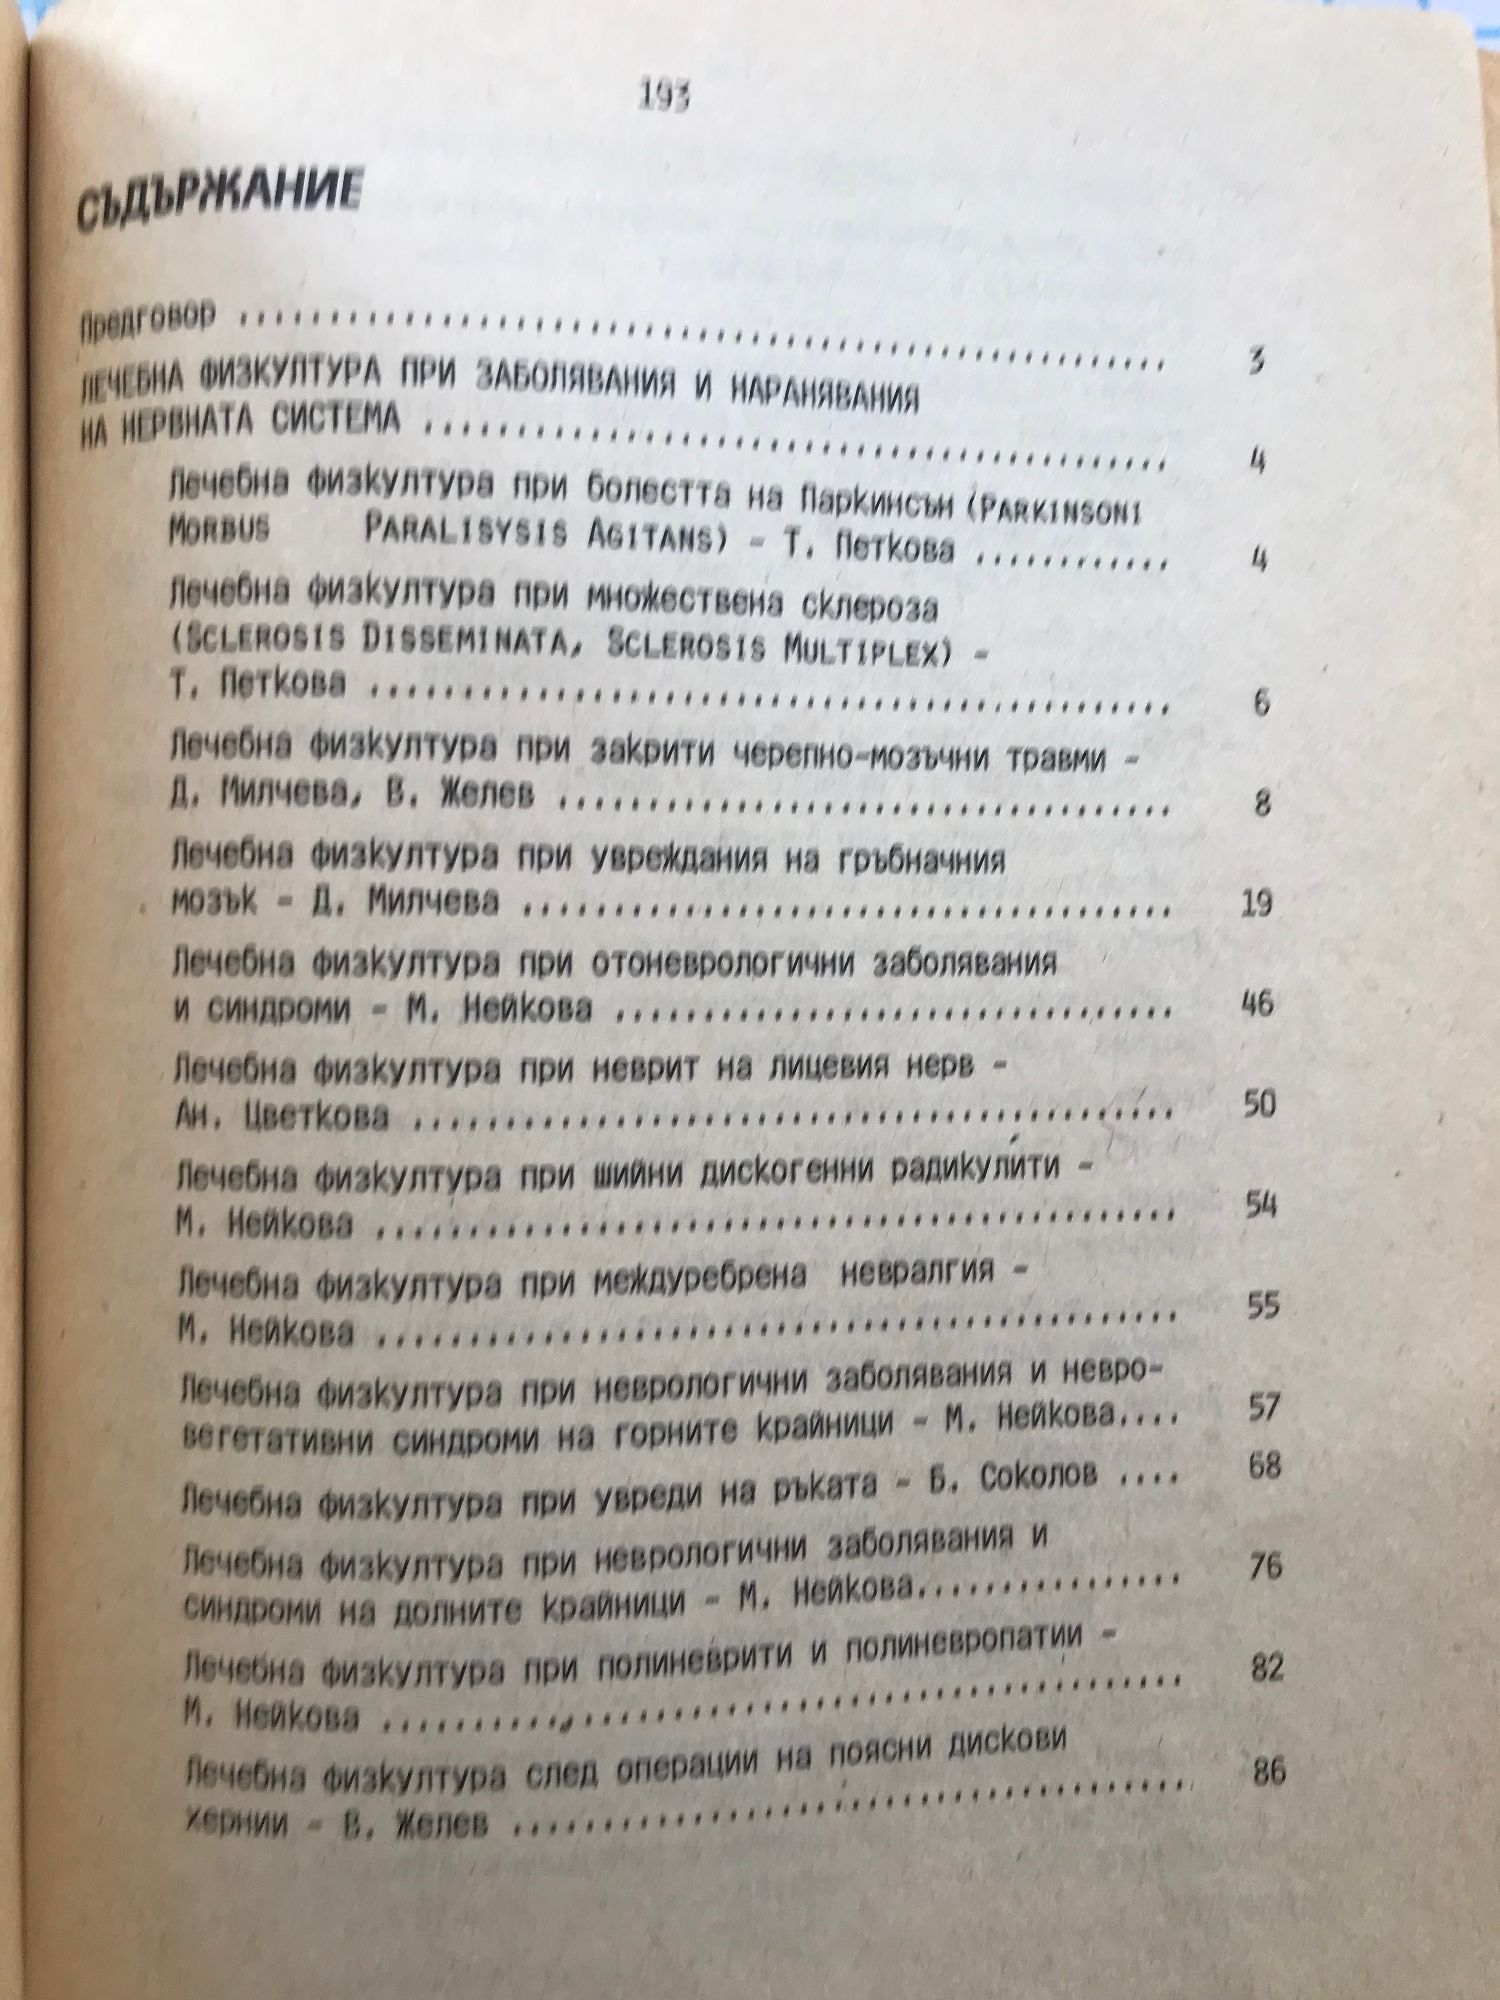 193
СЪДЪРЖАНИЕ
Предговор ........................................ 3
ЛЕЧЕБНА ФИЗКУЛТУРА ПРИ ЗАБОЛЯВАНИЯ И НАРАНЯВАНИЯ
НА НЕРВНАТА СИСТЕМА ................................ 4
Лечебна физкултура при болестта на Паркинсън (PARKINSONI
MORBUS PARALISYSIS AGITANS) - Т. Петкова ............ 4
Лечебна физкултура при множествена склероза
(SCLEROSIS DISSEMINATA, SCLEROSIS MULTIPLEX) -
Т. Петкова ........................................ 6
Лечебна физкултура при закрити черепно-мозъчни травми -
Д. Милчева, В. Желев ................................ 8
Лечебна физкултура при увреждания на гръбначния
мозък - Д. Милчева ................................ 19
Лечебна физкултура при отоневрологични заболявания
и синдроми - М. Нейкова ............................ 46
Лечебна физкултура при неврит на лицевия нерв -
Ан. Цветкова ...................................... 50
Лечебна физкултура при шийни дискогенни радикулити -
М. Нейкова ........................................ 54
Лечебна физкултура при междуребрена невралгия -
М. Нейкова ........................................ 55
Лечебна физкултура при неврологични заболявания и невро-
вегетативни синдроми на горните крайници - М. Нейкова.... 57
Лечебна физкултура при увреди на ръката - Б. Соколов .... 68
Лечебна физкултура при неврологични заболявания и
синдроми на долните крайници - М. Нейкова................ 76
Лечебна физкултура при полиневрити и полиневропатии -
М. Нейкова ........................................ 82
Лечебна физкултура след операции на поясни дискови
хернии - В. Желев .................................. 86